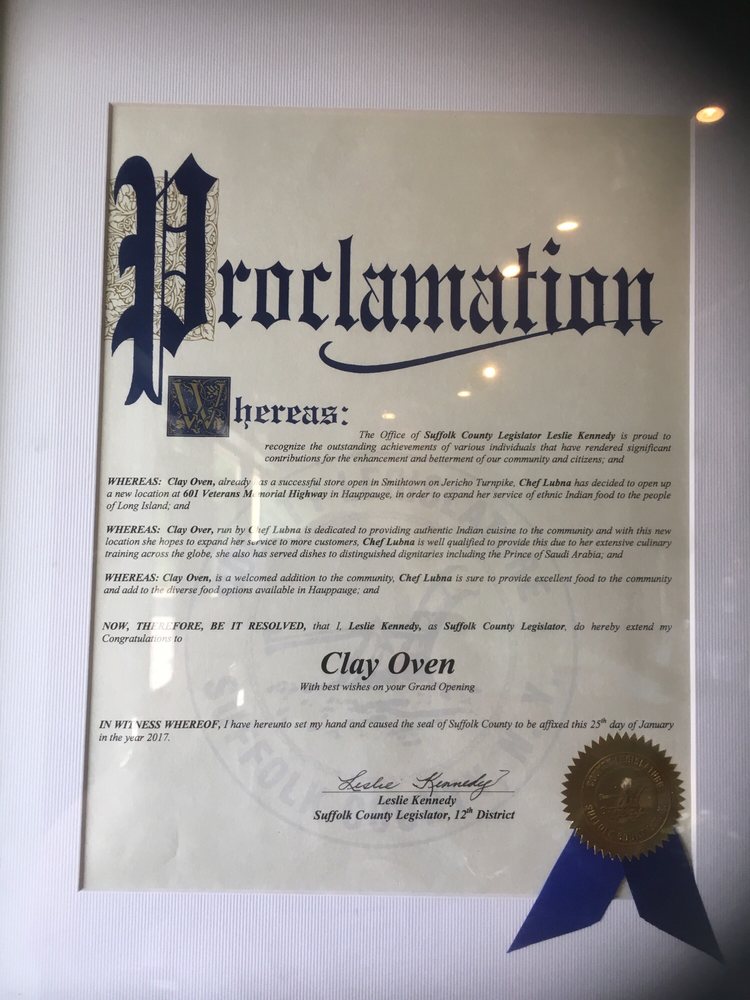 Proclamation
Whereas:
The Office of Suffolk County Legislator Leslie Kennedy is proud to
recognize the outstanding achievements of various individuals that have rendered significant
contributions for the enhancement and betterment of our community and citizens; and
WHEREAS: Clay Oven, already has a successful store open in Smithtown on Jericho Turnpike, Chef Lubna has decided to open up
a new location at 601 Veterans Memorial Highway in Hauppauge, in order to expand her service of ethnic Indian food to the people
of Long Island; and
WHEREAS: Clay Over, run by Chef Lubna is dedicated to providing authentic Indian cuisine to the community and with this new
location she hopes to expand her service to more customers, Chef Lubna is well qualified to provide this due to her extensive culinary
training across the globe, she also has served dishes to distinguished dignitaries including the Prince of Saudi Arabia; and
WHEREAS: Clay Oven, is a welcomed addition to the community, Chef Lubna is sure to provide excellent food to the community
and add to the diverse food options available in Hauppauge; and
NOW, THEREFORE, BE IT RESOLVED, that I, Leslie Kennedy, as Suffolk County Legislator, do hereby extend my
Congratulations to
Clay Oven
With best wishes on your Grand Opening
IN WITNESS WHEREOF, I have hereunto set my hand and caused the seal of Suffolk County to be affixed this 25th day of January
in the year 2017.
Leslie Kennedy
Leslie Kennedy
Suffolk County Legislator, 12th District